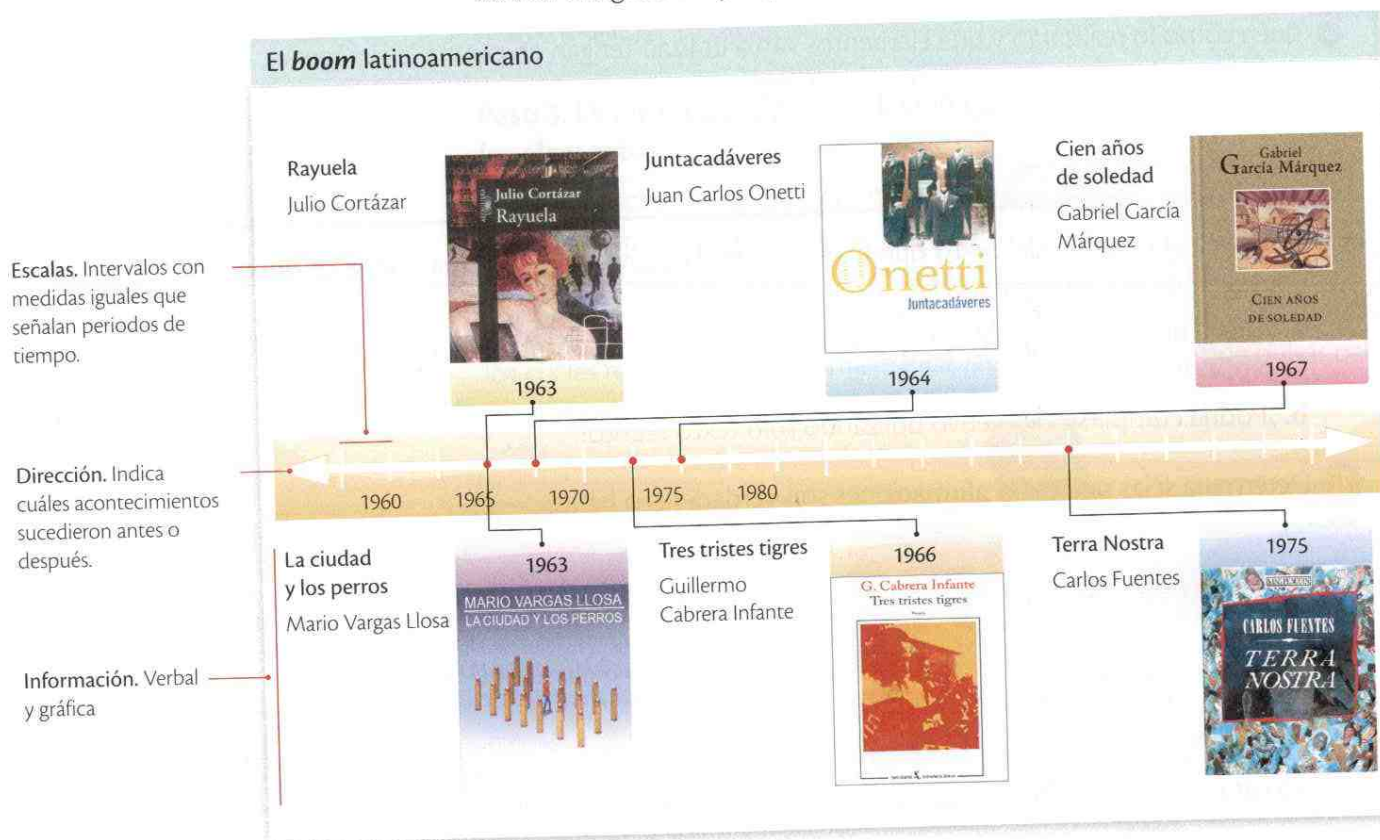 El boom latinoamericano
Rayuela
Julio Cortázar
Julio Cortázar
Rayuela
1963
Juntacadáveres
Juan Carlos Onetti
Onetti
Juntacadáveres
1964
Cien años
de soledad
Gabriel García
Márquez
Gabriel
García Márquez
CIEN AÑOS
DE SOLEDAD
1967
Escalas. Intervalos con
medidas iguales que
señalan periodos de
tiempo.
Dirección. Indica
cuáles acontecimientos
sucedieron antes o
después.
1960
1965
1970
1975
1980
La ciudad
y los perros
Mario Vargas Llosa
1963
MARIO VARGAS LLOSA
LA CIUDAD Y LOS PERROS
Tres tristes tigres
Guillermo
Cabrera Infante
1966
G. Cabrera Infante
Tres tristes tigres
Terra Nostra
Carlos Fuentes
1975
CARLOS FUENTES
TERRA
NOSTRA
Información. Verbal
y gráfica